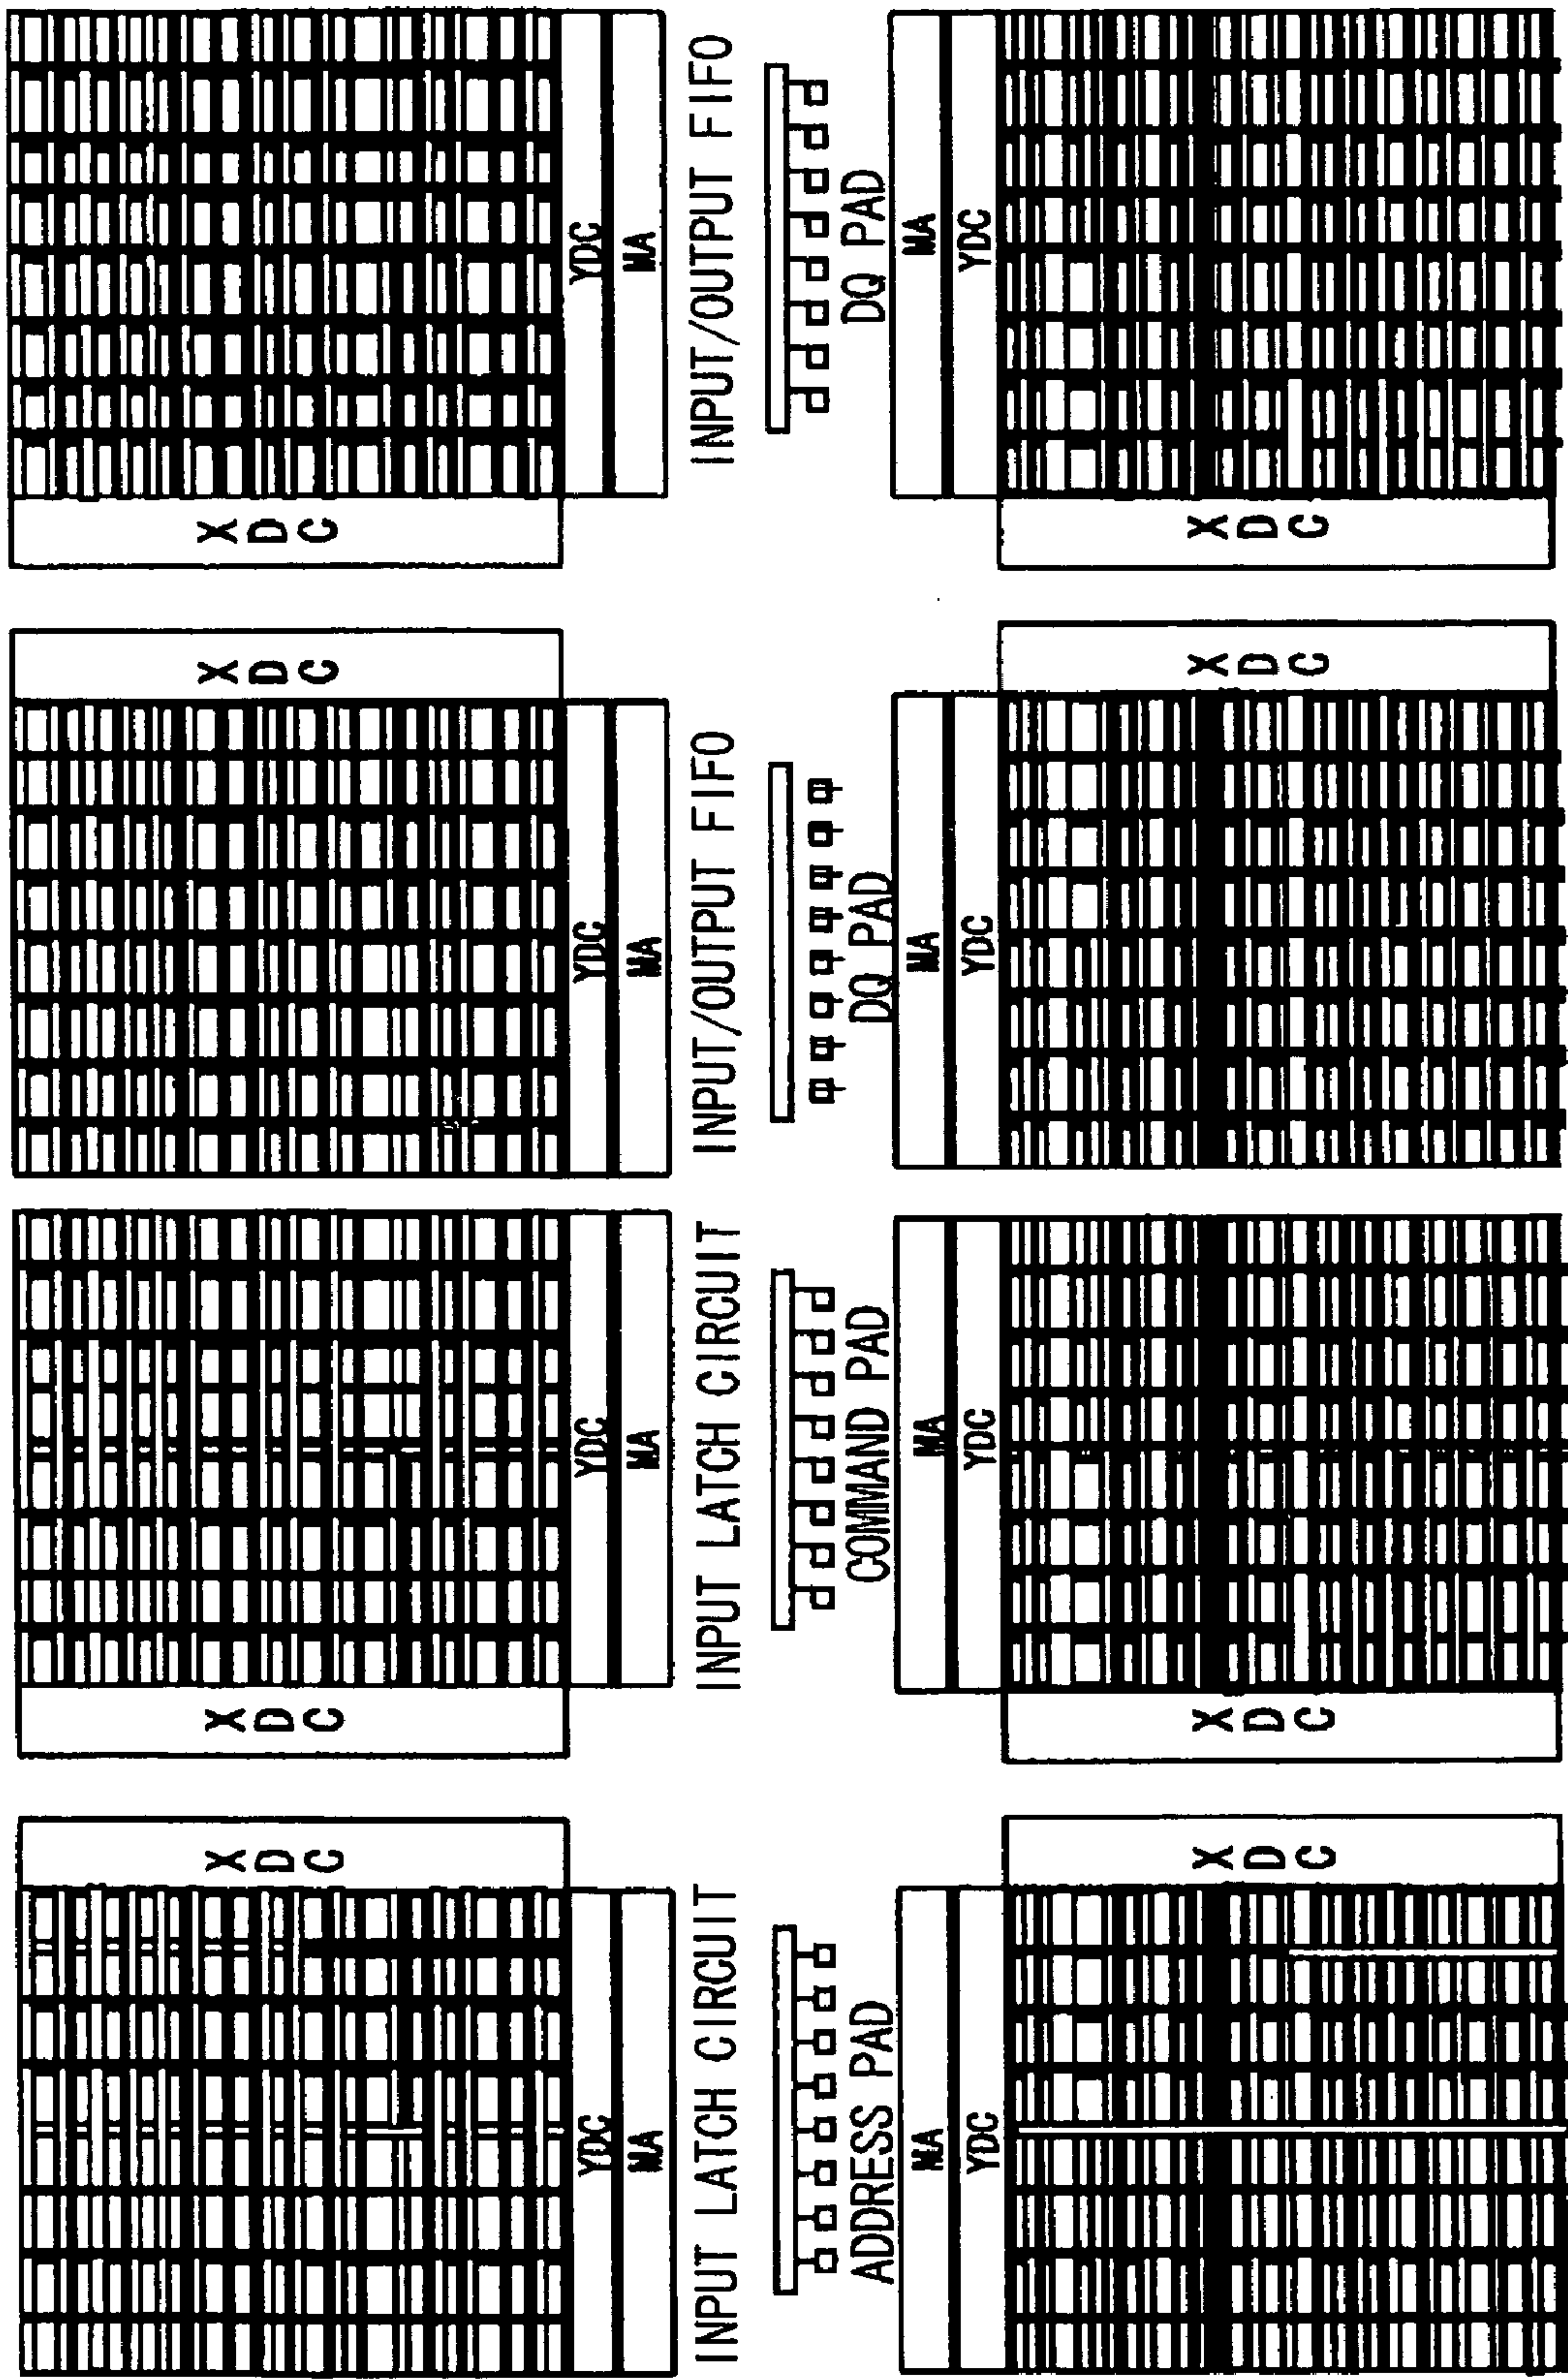 XDC
XDC
XDC
XDC
YDC
YDC
YDC
YDC
MA
MA
MA
MA
INPUT LATCH CIRCUIT
INPUT LATCH CIRCUIT
INPUT/OUTPUT FIFO
INPUT/OUTPUT FIFO
ADDRESS PAD
COMMAND PAD
DQ PAD
DQ PAD
MA
MA
MA
MA
YDC
YDC
YDC
YDC
XDC
XDC
XDC
XDC